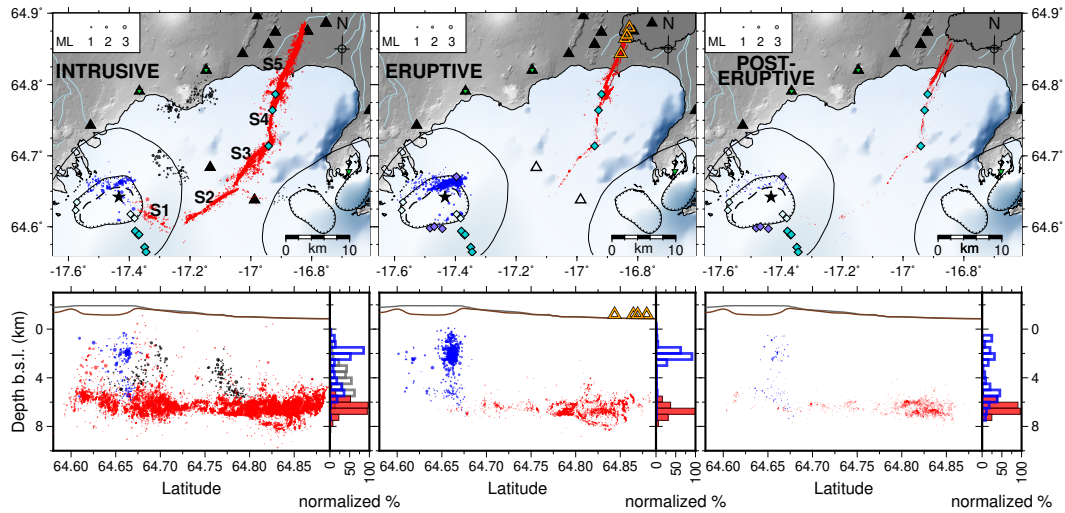 64.9
64.8
64.7
64.6
ML
1 2 3
INTRUSIVE
N
S5
S4
S3
S2
S1
0 10
km
-17.6 -17.4 -17.2 -17 -16.8
ML
1 2 3
ERUPTIVE
N
0 10
km
-17.6 -17.4 -17.2 -17 -16.8
ML
1 2 3
POST-
ERUPTIVE
N
0 10
km
-17.6 -17.4 -17.2 -17 -16.8
64.9
64.8
64.7
64.6
Depth b.s.l. (km)
0
4
8
64.60 64.65 64.70 64.75 64.80 64.85
0 50 100
Latitude
normalized %
64.60 64.65 64.70 64.75 64.80 64.85
0 50 100
Latitude
normalized %
64.60 64.65 64.70 64.75 64.80 64.85
0 50 100
Latitude
normalized %
0
4
8